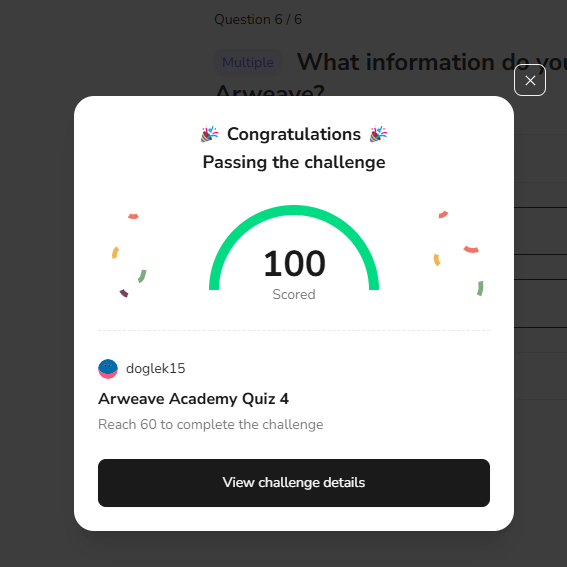 Question 6 / 6
Multiple What information do you
Arweave?
🎉 Congratulations 🎉
Passing the challenge
100
Scored
doglek15
Arweave Academy Quiz 4
Reach 60 to complete the challenge
View challenge details